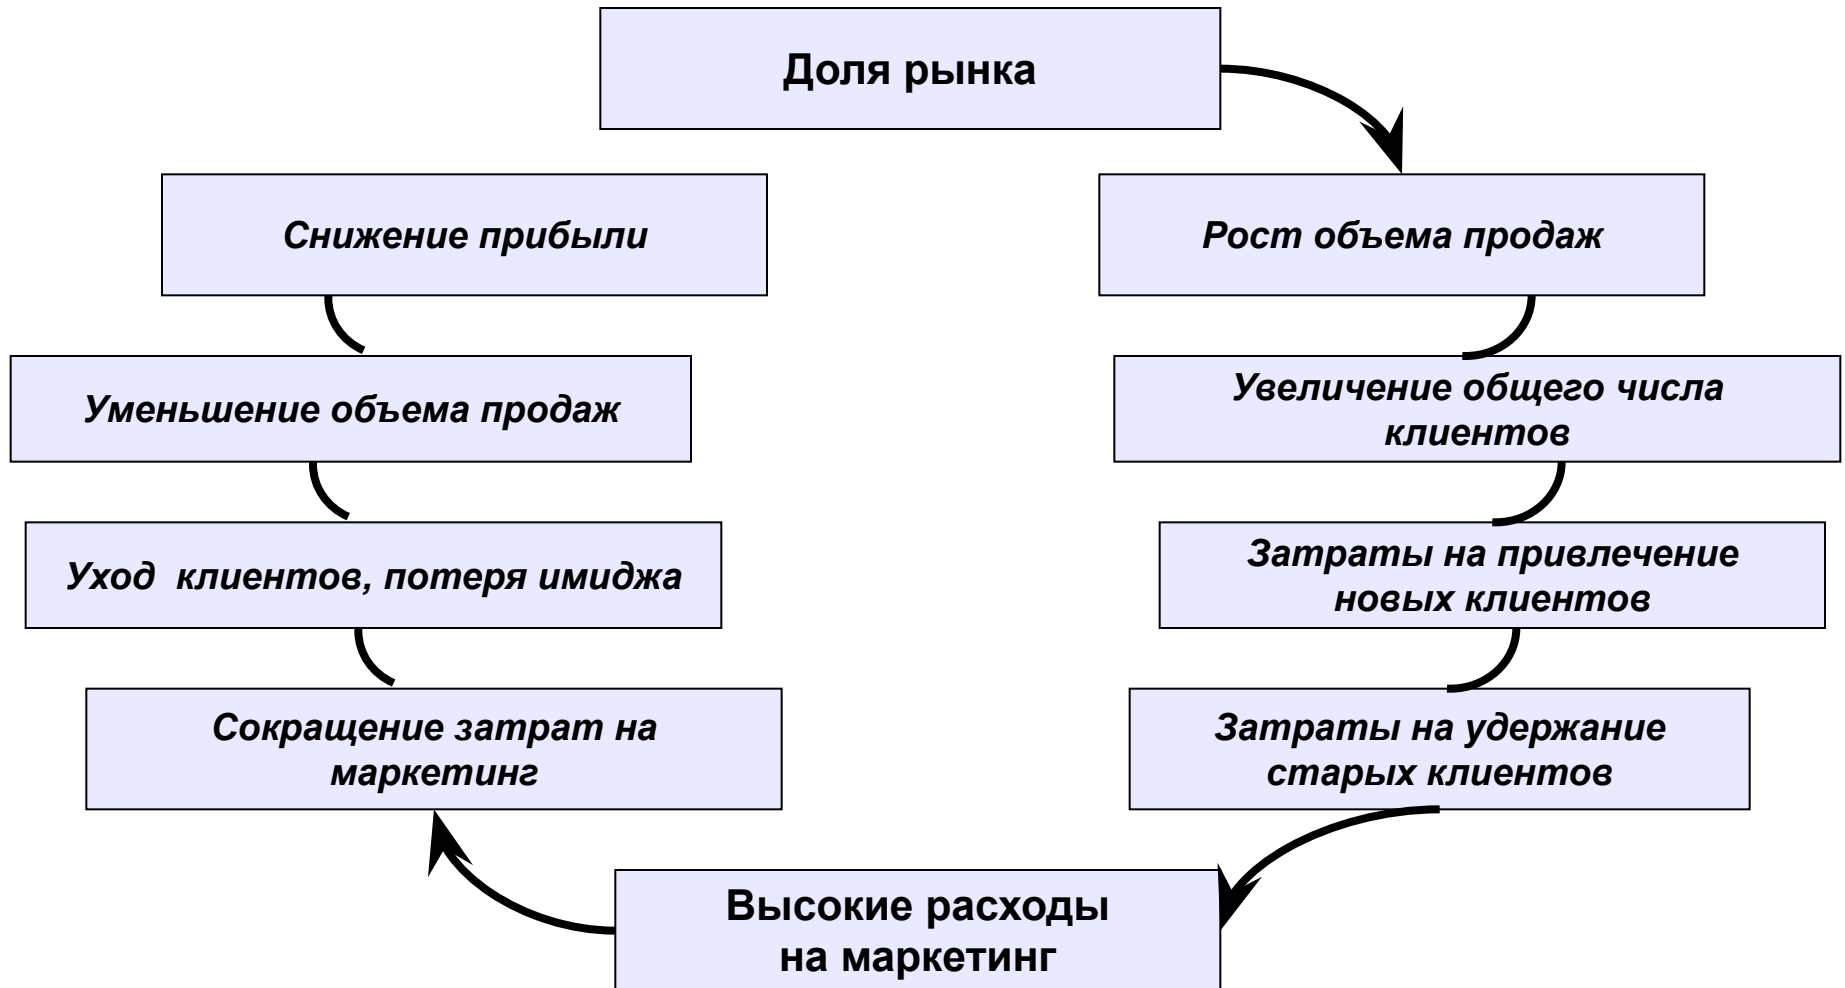 Доля рынка
Снижение прибыли
Рост объема продаж
Уменьшение объема продаж
Увеличение общего числа
клиентов
Уход клиентов, потеря имиджа
Затраты на привлечение
новых клиентов
Сокращение затрат на
маркетинг
Затраты на удержание
старых клиентов
Высокие расходы
на маркетинг